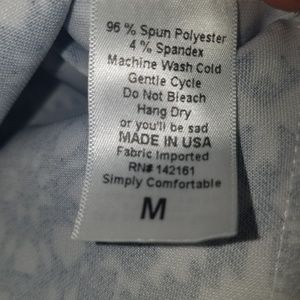 96 % Spun Polyester
4 % Spandex
Machine Wash Cold
Gentle Cycle
Do Not Bleach
Hang Dry
or you'll be sad
MADE IN USA
Fabric Imported
RN# 142161
Simply Comfortable
M